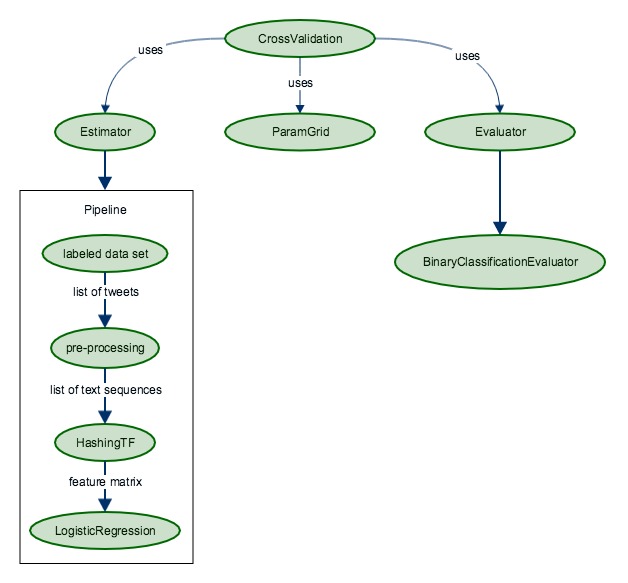 CrossValidation
uses
uses
uses
Estimator
ParamGrid
Evaluator
Pipeline
labeled data set
BinaryClassificationEvaluator
list of tweets
pre-processing
list of text sequences
HashingTF
feature matrix
LogisticRegression